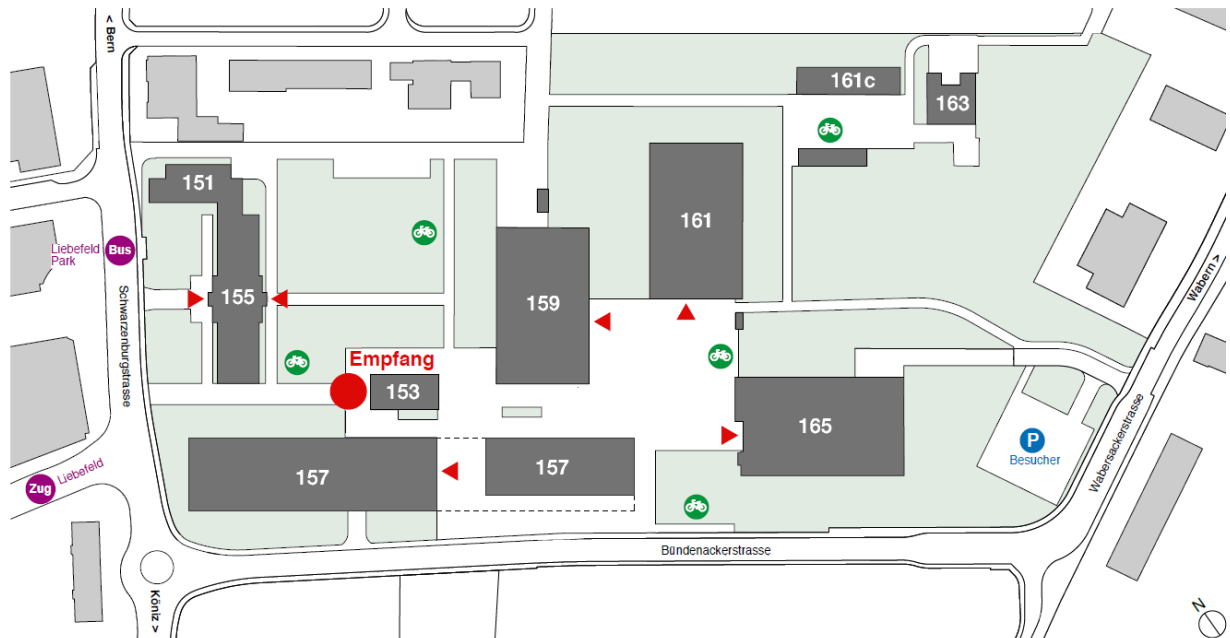 < Bern
161c
163
151
161
Liebefeld
Park
Bus
155
159
Wabern >
Schwarzenburgstrasse
Empfang
153
165
157
157
P
Besucher
Wabersackerstrasse
Zug
Liebefeld
Bündenackerstrasse
Köniz >
N